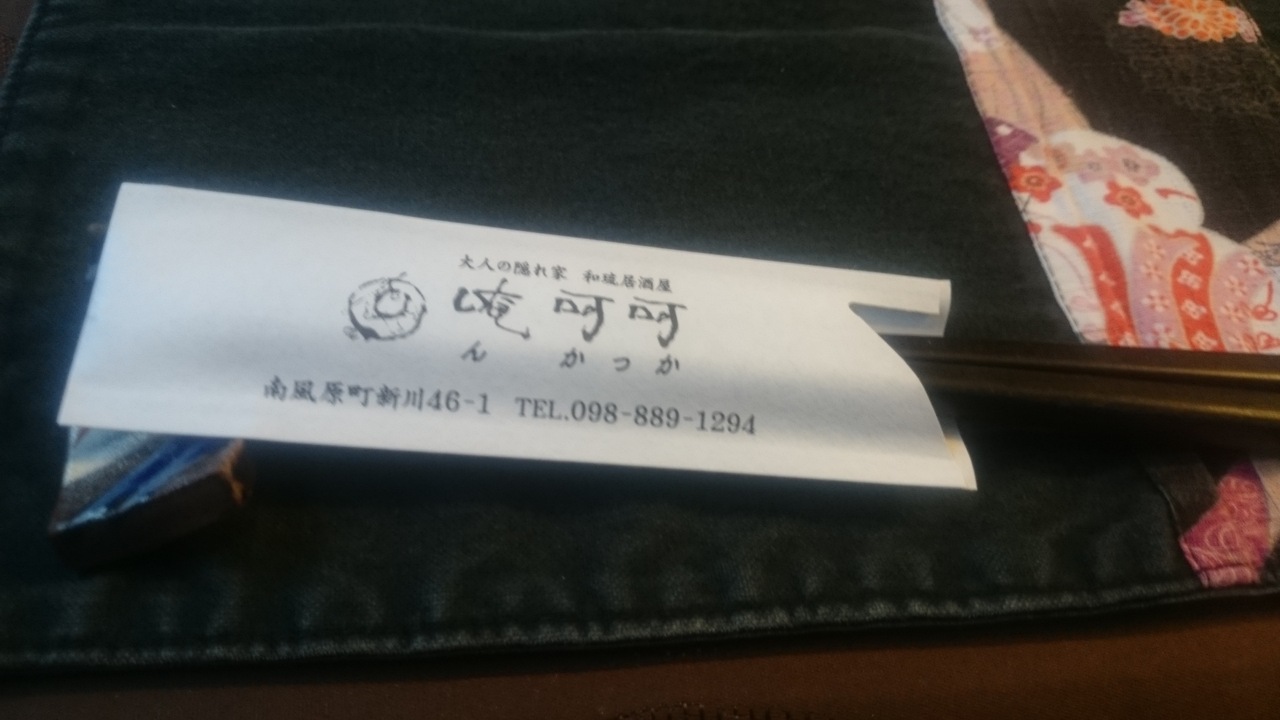 大人の隠れ家 和琉居酒屋
唵 呵呵
ん かっか
南風原町新川46-1 TEL.098-889-1294